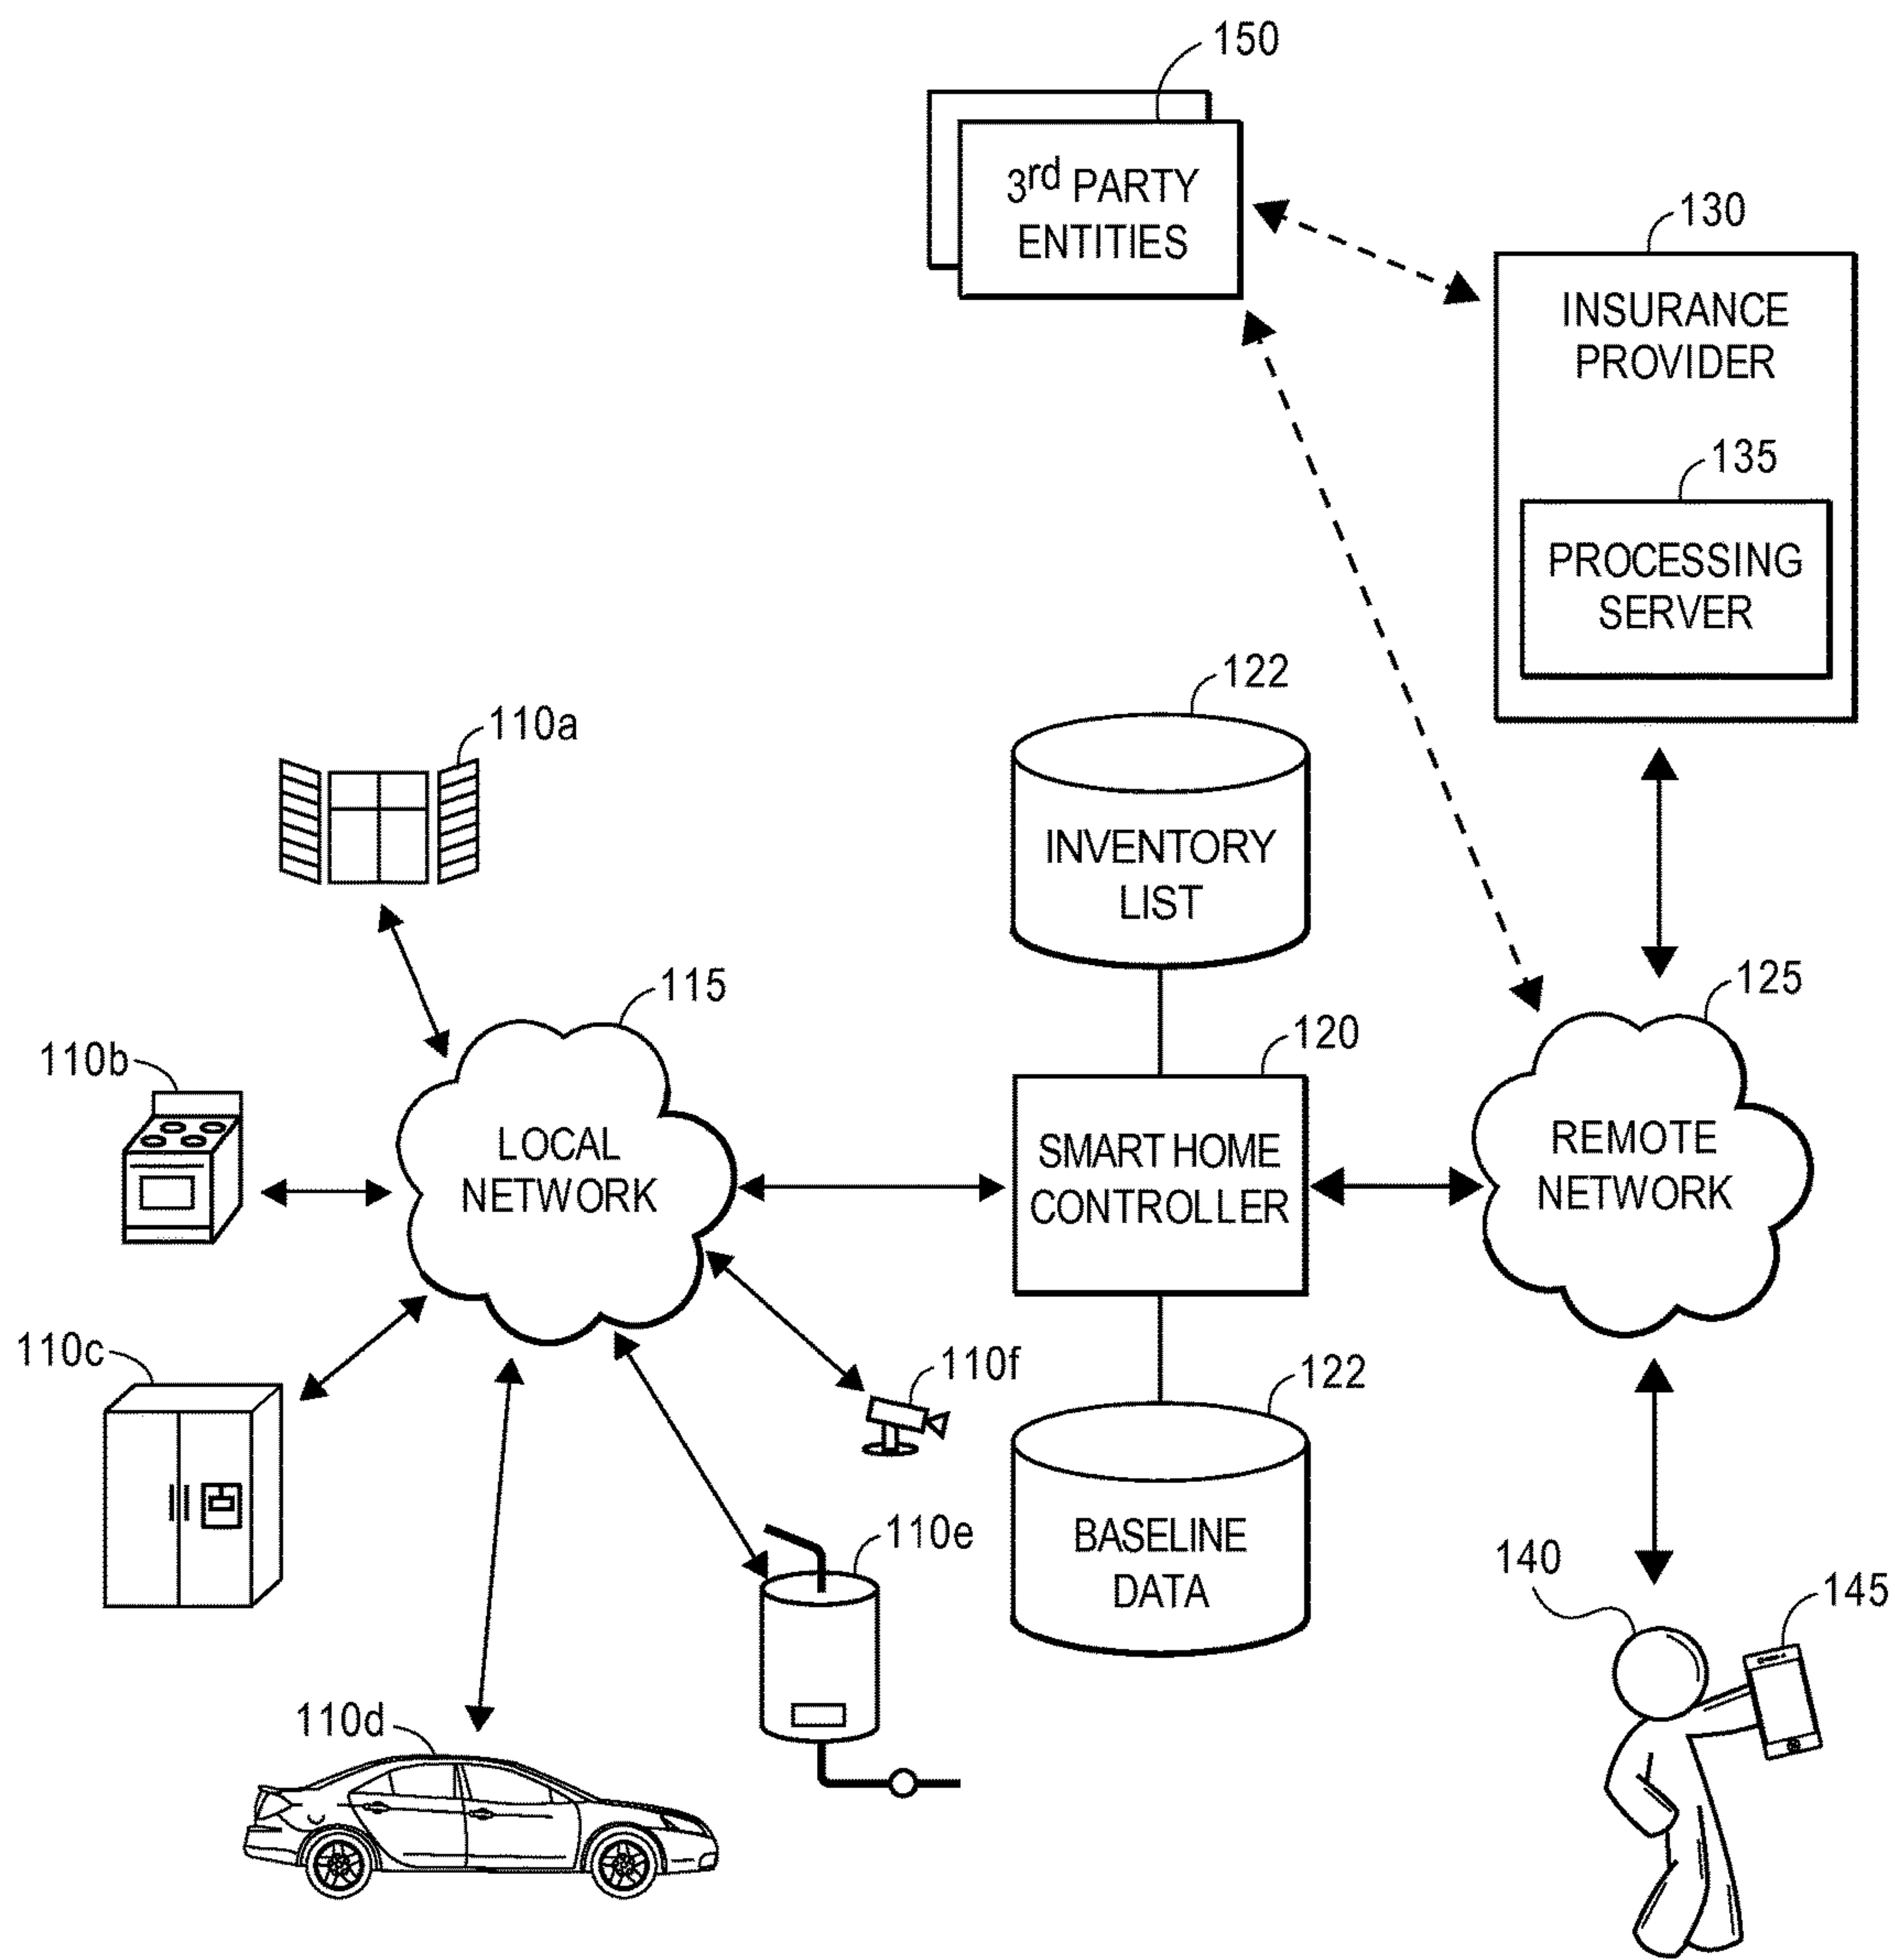 150
3rd PARTY
ENTITIES
130
INSURANCE
PROVIDER
135
PROCESSING
SERVER
122
INVENTORY
LIST
110a
115
125
120
110b
LOCAL
NETWORK
SMART HOME
CONTROLLER
REMOTE
NETWORK
110c
110f
122
BASELINE
DATA
110e
140
145
110d